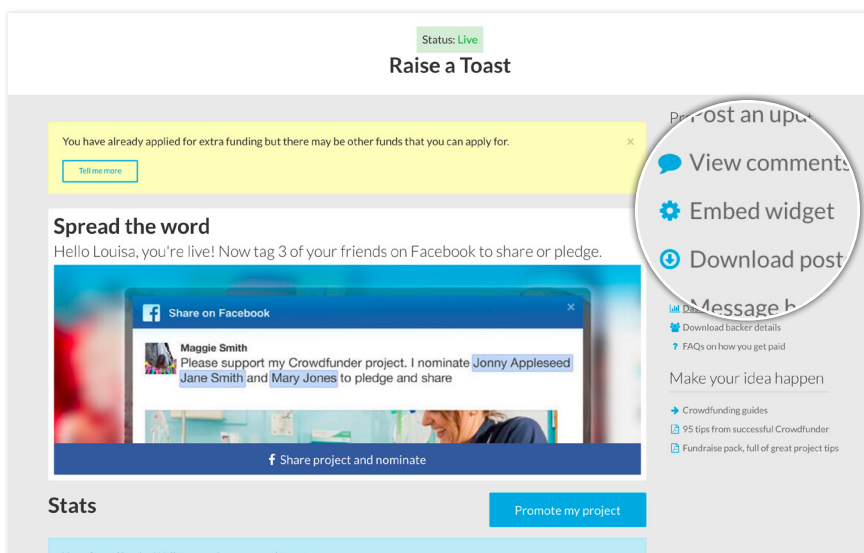 Status: Live
Raise a Toast
You have already applied for extra funding but there may be other funds that you can apply for.
×
Tell me more
Spread the word
Hello Louisa, you're live! Now tag 3 of your friends on Facebook to share or pledge.
Share on Facebook
×
Maggie Smith
Please support my Crowdfunder project. I nominate Jonny Appleseed
Jane Smith and Mary Jones to pledge and share
Share project and nominate
Stats
Promote my project
Post an
View comments
Embed widget
Download post
Message
Download backer details
? FAQs on how you get paid
Make your idea happen
Crowdfunding guides
95 tips from successful Crowdfunder
Fundraise pack, full of great project tips